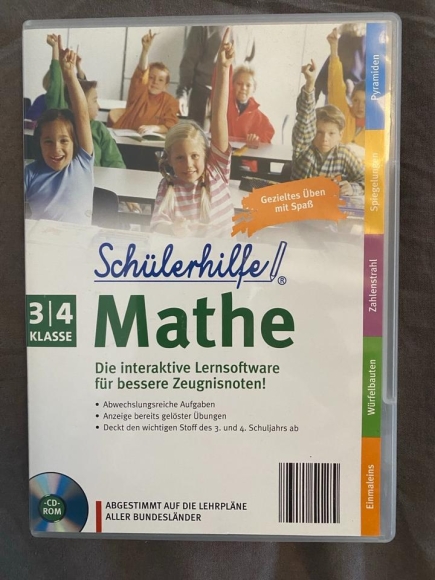 Gezieltes Üben
mit Spaß
Schülerhilfe!®
3|4
KLASSE
Mathe
Die interaktive Lernsoftware
für bessere Zeugnisnoten!
• Abwechslungsreiche Aufgaben
• Anzeige bereits gelöster Übungen
• Deckt den wichtigen Stoff des 3. und 4. Schuljahrs ab
-CD-
ROM
ABGESTIMMT AUF DIE LEHRPLÄNE
ALLER BUNDESLÄNDER
Pyramiden
Spiegelungen
Zahlenstrahl
Würfelbauten
Einmaleins